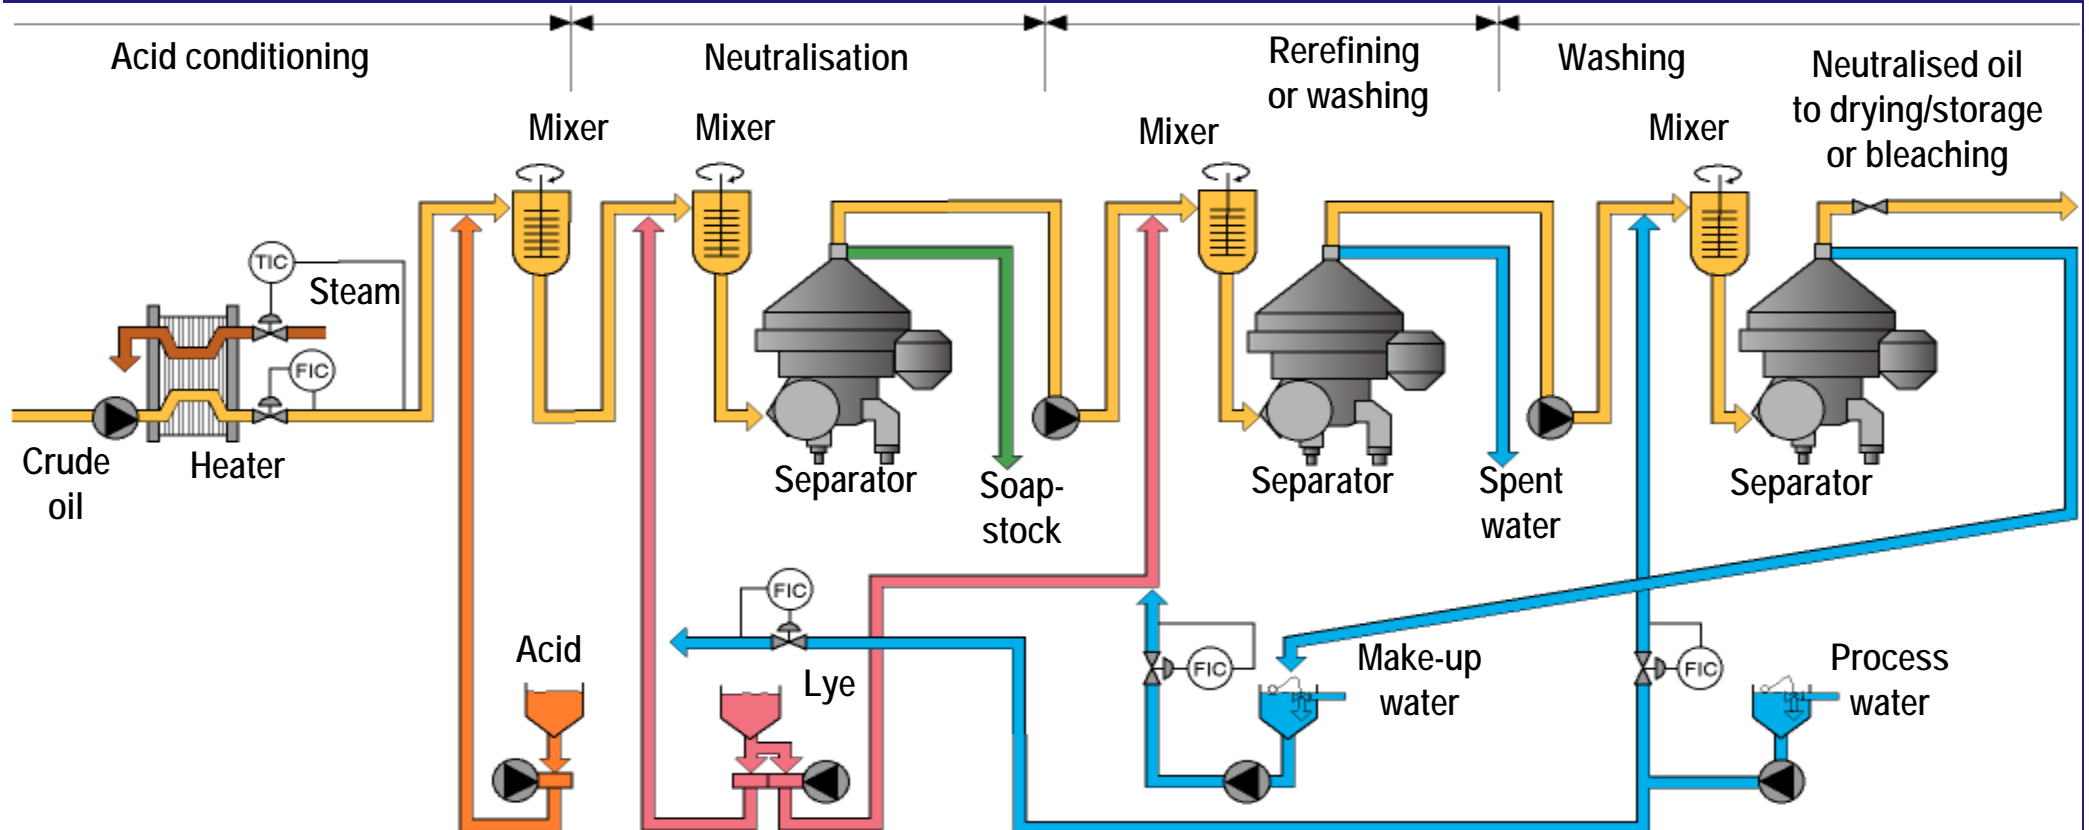 Acid conditioning
Neutralisation
Rerefining
or washing
Washing
Neutralised oil
to drying/storage
or bleaching
Mixer
Mixer
Mixer
Mixer
TIC
Steam
FIC
Crude
oil
Heater
Separator
Soap-
stock
Separator
Spent
water
Separator
FIC
Acid
Lye
FIC
Make-up
water
FIC
Process
water